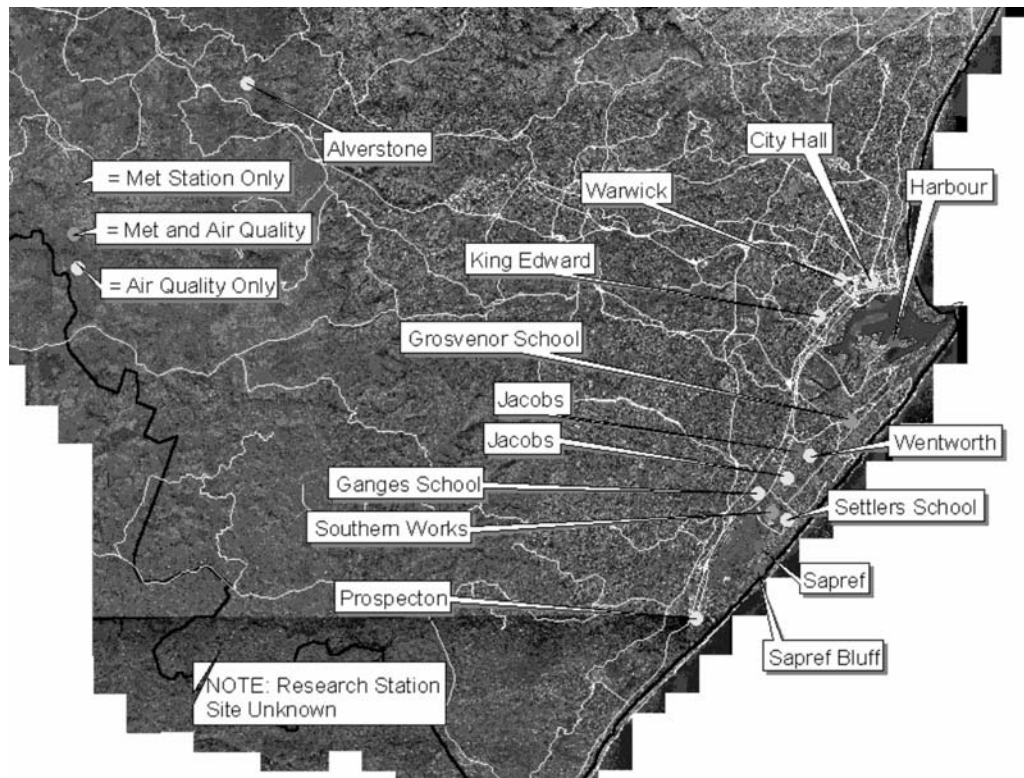 Alverstone
City Hall
= Met Station Only
Warwick
Harbour
= Met and Air Quality
King Edward
= Air Quality Only
Grosvenor School
Jacobs
Jacobs
Wentworth
Ganges School
Settlers School
Southern Works
Sapref
Prospecton
Sapref Bluff
NOTE: Research Station
Site Unknown